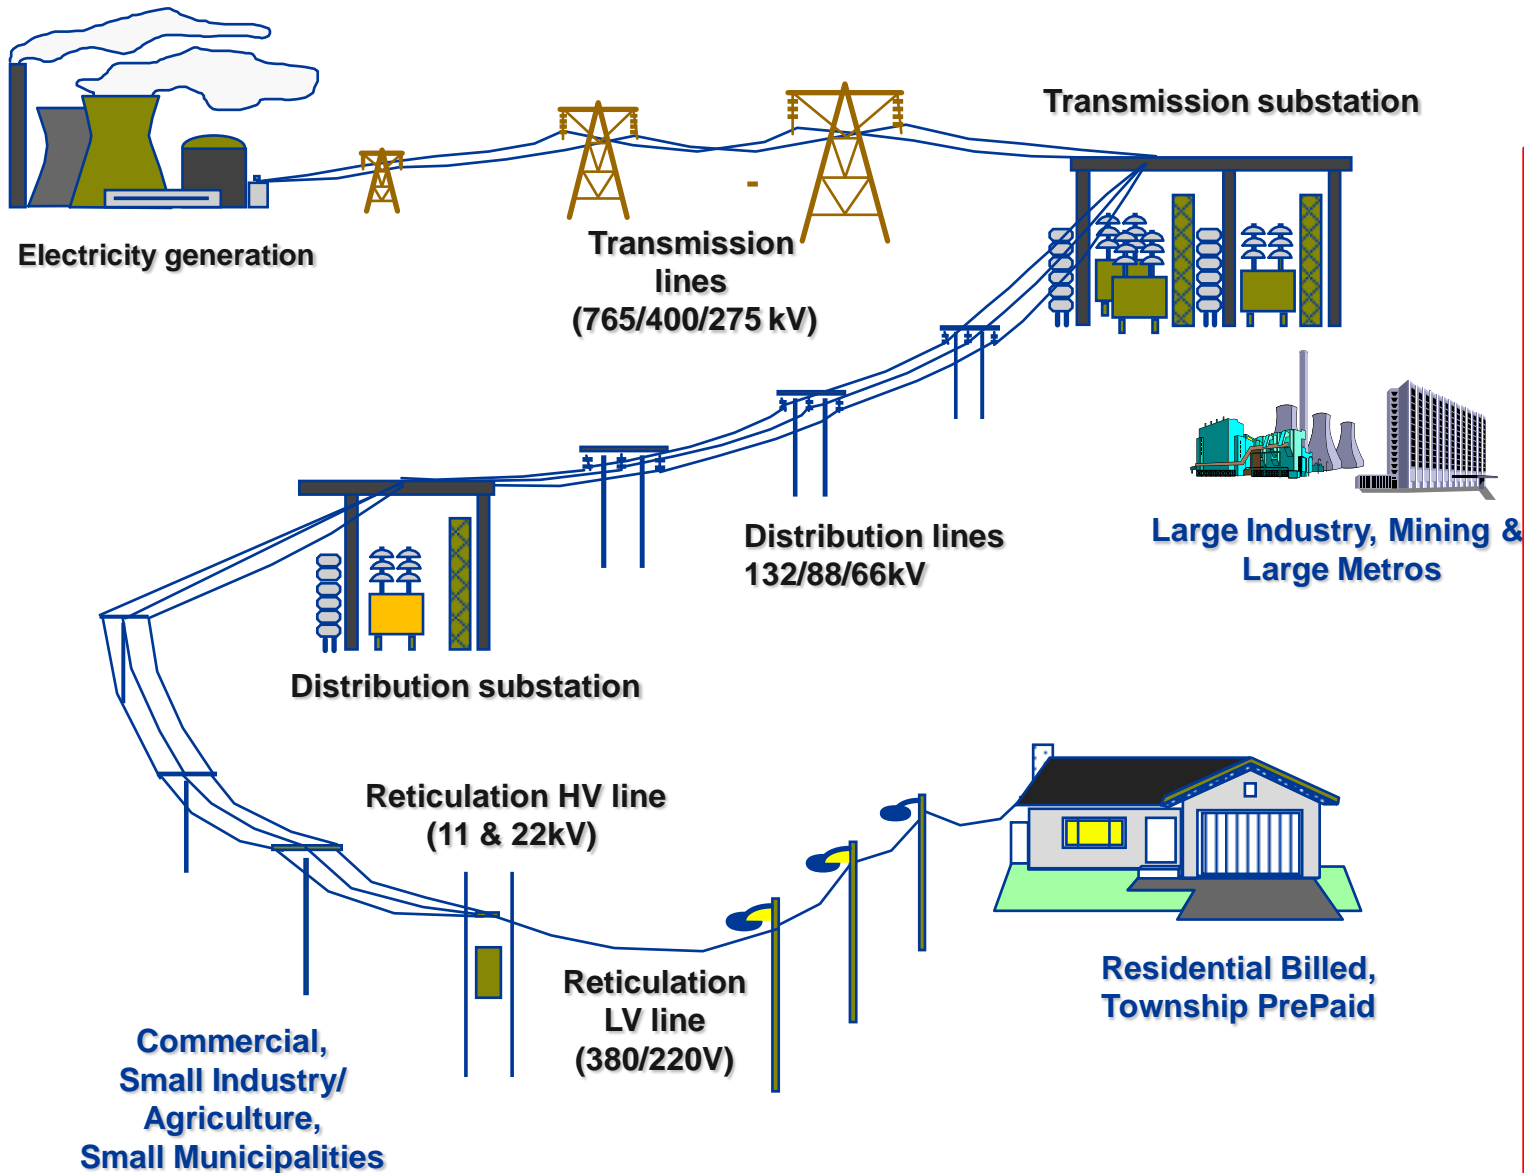 Transmission substation
Electricity generation
Transmission
lines
(765/400/275 kV)
Distribution lines
132/88/66kV
Large Industry, Mining &
Large Metros
Distribution substation
Reticulation HV line
(11 & 22kV)
Reticulation
LV line
(380/220V)
Residential Billed,
Township PrePaid
Commercial,
Small Industry/
Agriculture,
Small Municipalities